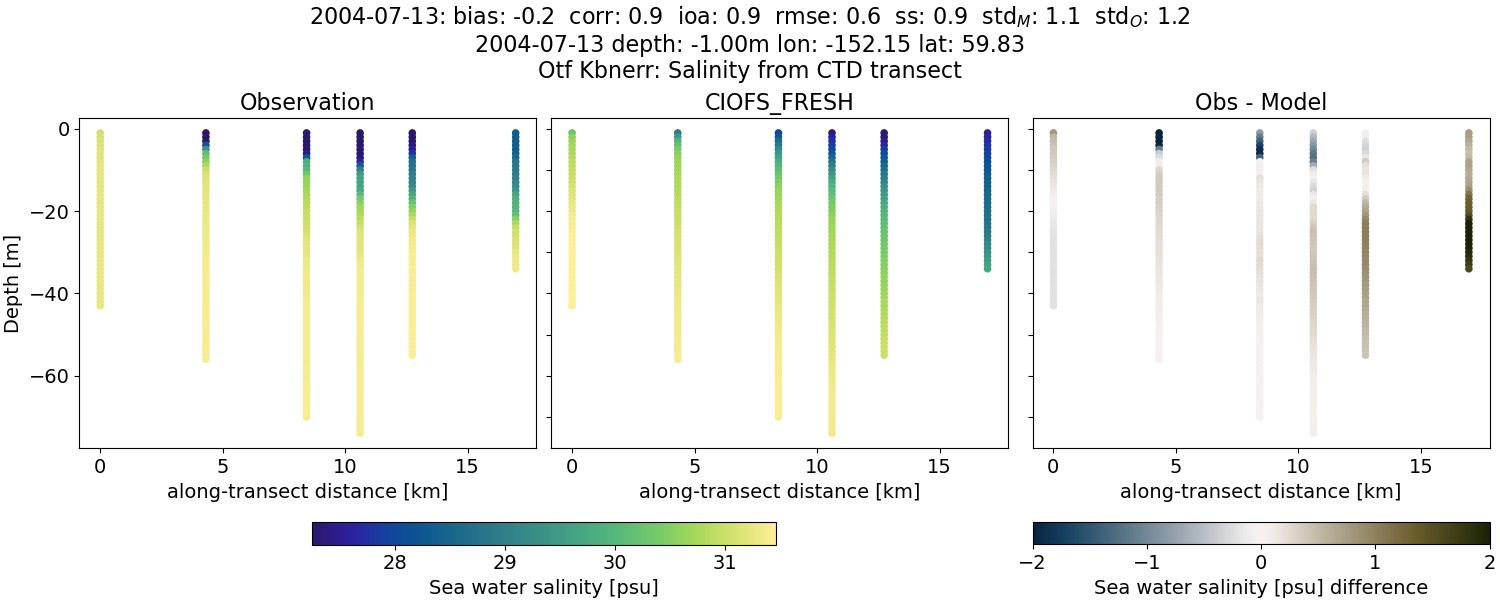 2004-07-13: bias: -0.2  corr: 0.9  ioa: 0.9  rmse: 0.6  ss: 0.9  std_M: 1.1  std_O: 1.2
2004-07-13 depth: -1.00m lon: -152.15 lat: 59.83
Otf Kbnerr: Salinity from CTD transect
Observation
CIOFS_FRESH
Obs - Model
Depth [m]
0
−20
−40
−60
0 5 10 15
0 5 10 15
0 5 10 15
along-transect distance [km]
along-transect distance [km]
along-transect distance [km]
28 29 30 31
Sea water salinity [psu]
−2 −1 0 1 2
Sea water salinity [psu] difference